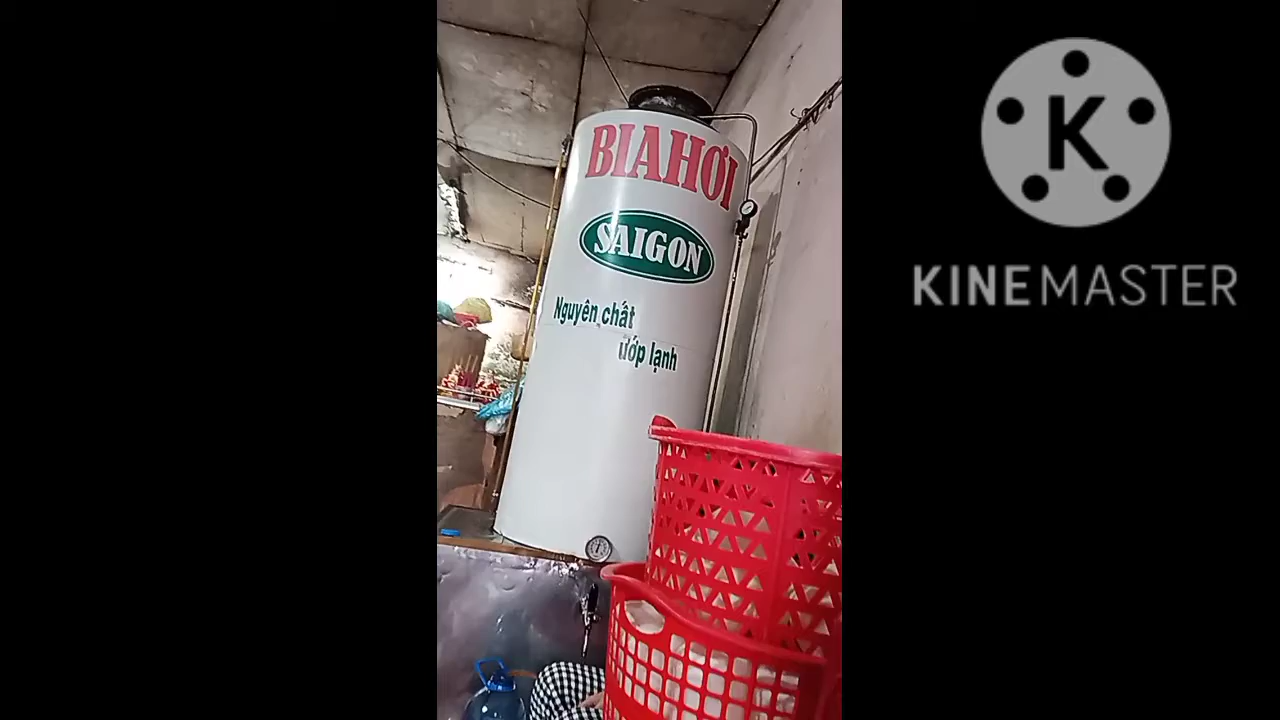 BIAHƠI
SAIGON
Nguyên chất
ướp lạnh
K
KINEMASTER